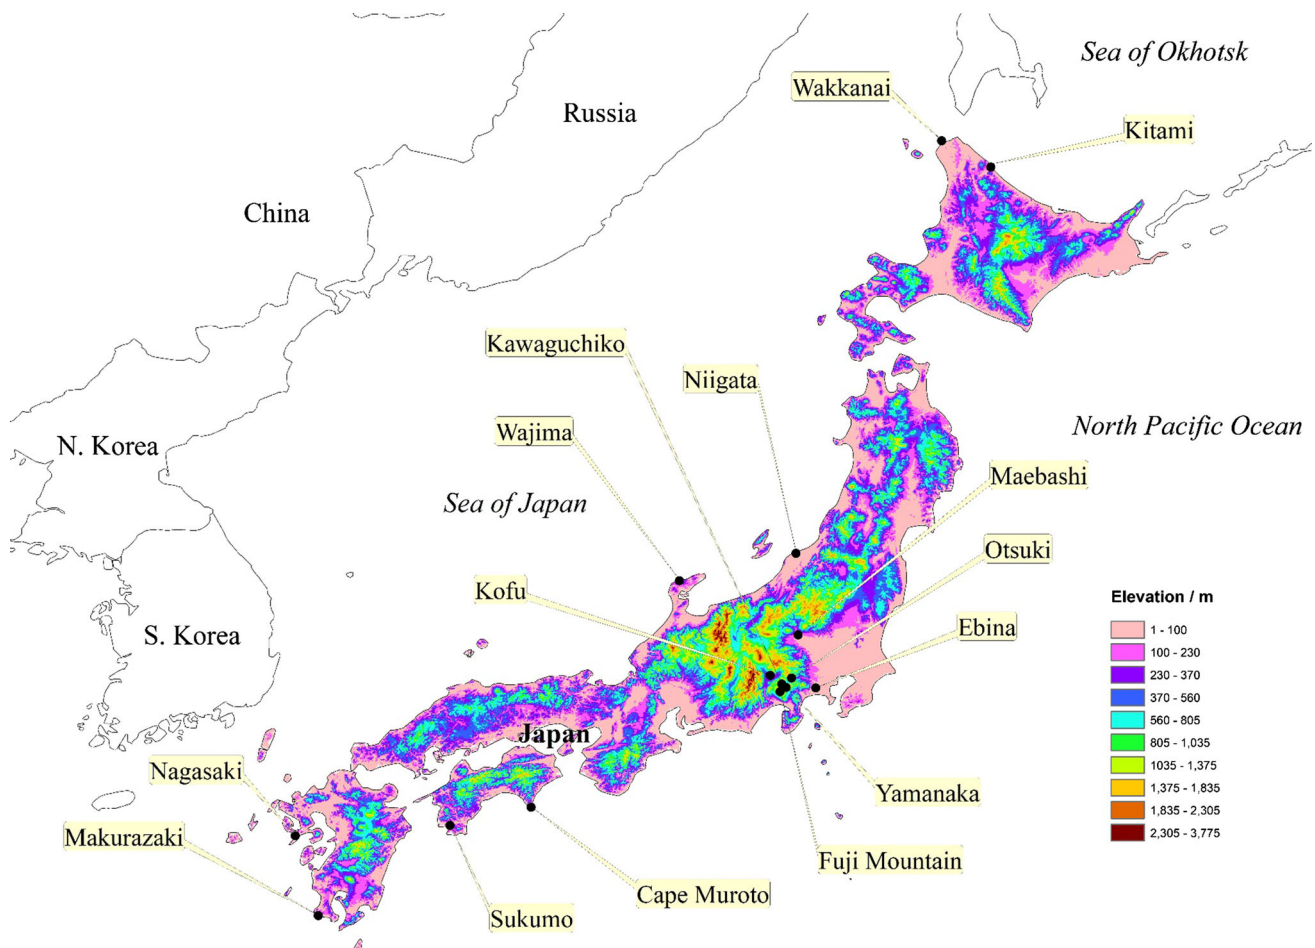 Sea of Okhotsk
Wakkanai
Russia
Kitami
China
Kawaguchiko
Niigata
North Pacific Ocean
Wajima
N. Korea
Maebashi
Sea of Japan
Otsuki
Kofu
Elevation / m
S. Korea
Ebina
1 - 100
100 - 230
230 - 370
370 - 560
560 - 805
805 - 1,035
1035 - 1,375
1,375 - 1,835
1,835 - 2,305
2,305 - 3,775
Japan
Nagasaki
Yamanaka
Makurazaki
Fuji Mountain
Cape Muroto
Sukumo